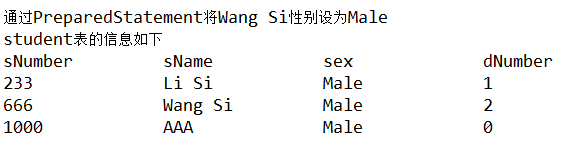 通过PreparedStatement将Wang Si性别设为Male
student表的信息如下
sNumber sName sex dNumber
233 Li Si Male 1
666 Wang Si Male 2
1000 AAA Male 0